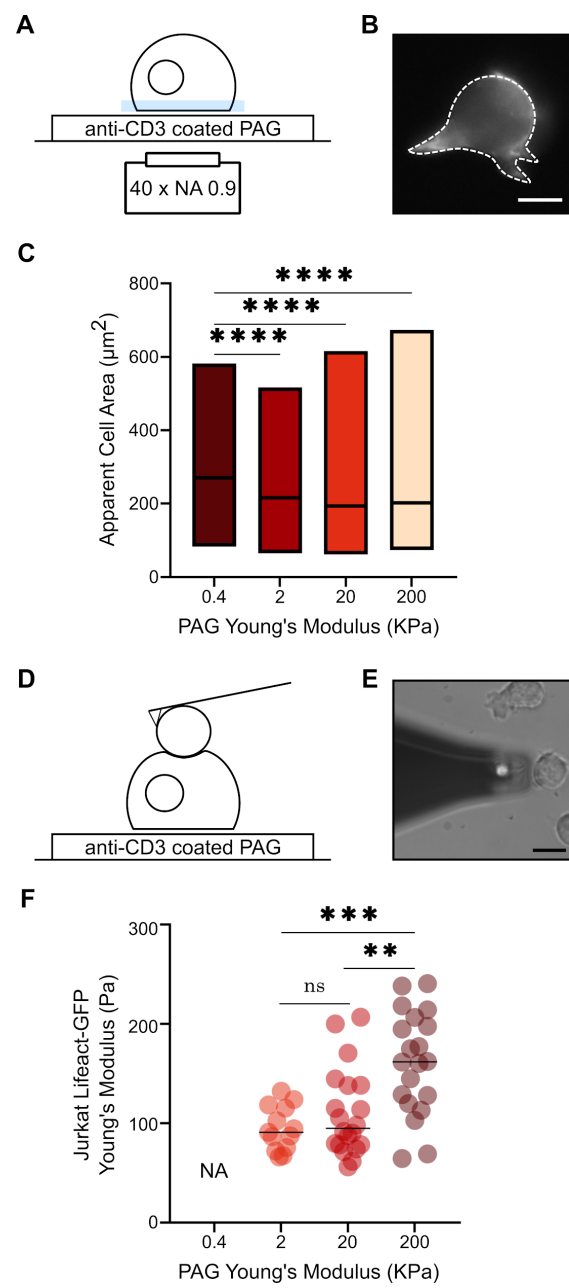 A
anti-CD3 coated PAG
40 x NA 0.9
B
C
Apparent Cell Area (µm²)
800
600
400
200
0
✱✱✱✱
✱✱✱✱
✱✱✱✱
0.4 2 20 200
PAG Young's Modulus (KPa)
D
anti-CD3 coated PAG
E
F
Jurkat Lifeact-GFP
Young's Modulus (Pa)
300
200
100
0
✱✱✱
✱✱
ns
NA
0.4 2 20 200
PAG Young's Modulus (KPa)